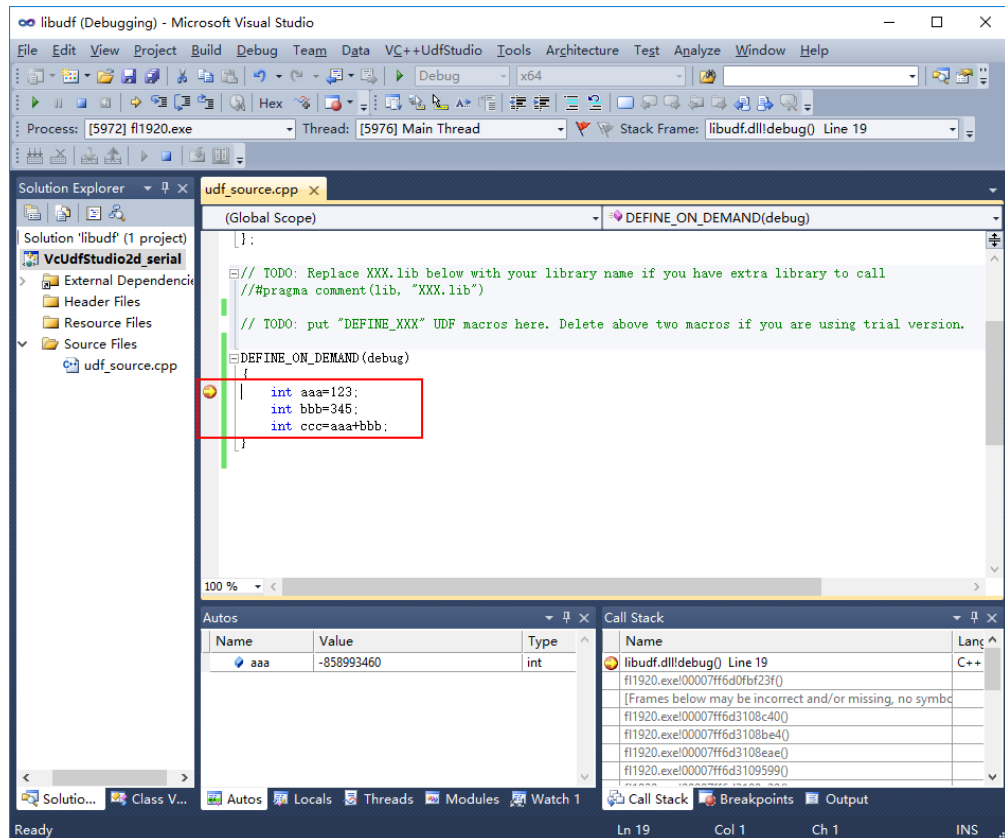 libudf (Debugging) - Microsoft Visual Studio
File Edit View Project Build Debug Team Data VC++UdfStudio Tools Architecture Test Analyze Window Help
Debug x64
Hex
Process: [5972] fl1920.exe Thread: [5976] Main Thread Stack Frame: libudf.dll!debug() Line 19
Solution Explorer
udf_source.cpp
(Global Scope) DEFINE_ON_DEMAND(debug)
Solution 'libudf' (1 project)
VcUdfStudio2d_serial
External Dependencie
Header Files
Resource Files
Source Files
udf_source.cpp
};
// TODO: Replace XXX.lib below with your library name if you have extra library to call
//#pragma comment(lib, "XXX.lib")
// TODO: put "DEFINE_XXX" UDF macros here. Delete above two macros if you are using trial version.
DEFINE_ON_DEMAND(debug)
{
int aaa=123;
int bbb=345;
int ccc=aaa+bbb;
}
100 %
Autos
Name Value Type
aaa -858993460 int
Call Stack
Name Lang
libudf.dll!debug() Line 19 C++
fl1920.exe!00007ff6d0fbf23f()
[Frames below may be incorrect and/or missing, no symbo
fl1920.exe!00007ff6d3108c40()
fl1920.exe!00007ff6d3108be4()
fl1920.exe!00007ff6d3108eae()
fl1920.exe!00007ff6d3109599()
Solutio... Class V... Autos Locals Threads Modules Watch 1 Call Stack Breakpoints Output
Ready Ln 19 Col 1 Ch 1 INS